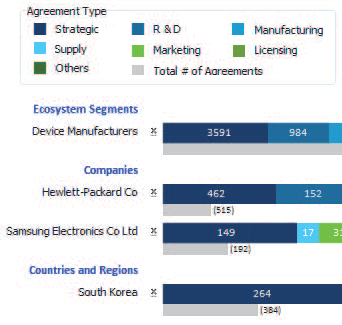 Agreement Type
Strategic R & D Manufacturing
Supply Marketing Licensing
Others Total # of Agreements
Ecosystem Segments
Device Manufacturers x 3591 984
Companies
Hewlett-Packard Co x 462 152
(515)
Samsung Electronics Co Ltd x 149 17
(192)
Countries and Regions
South Korea x 264
(384)